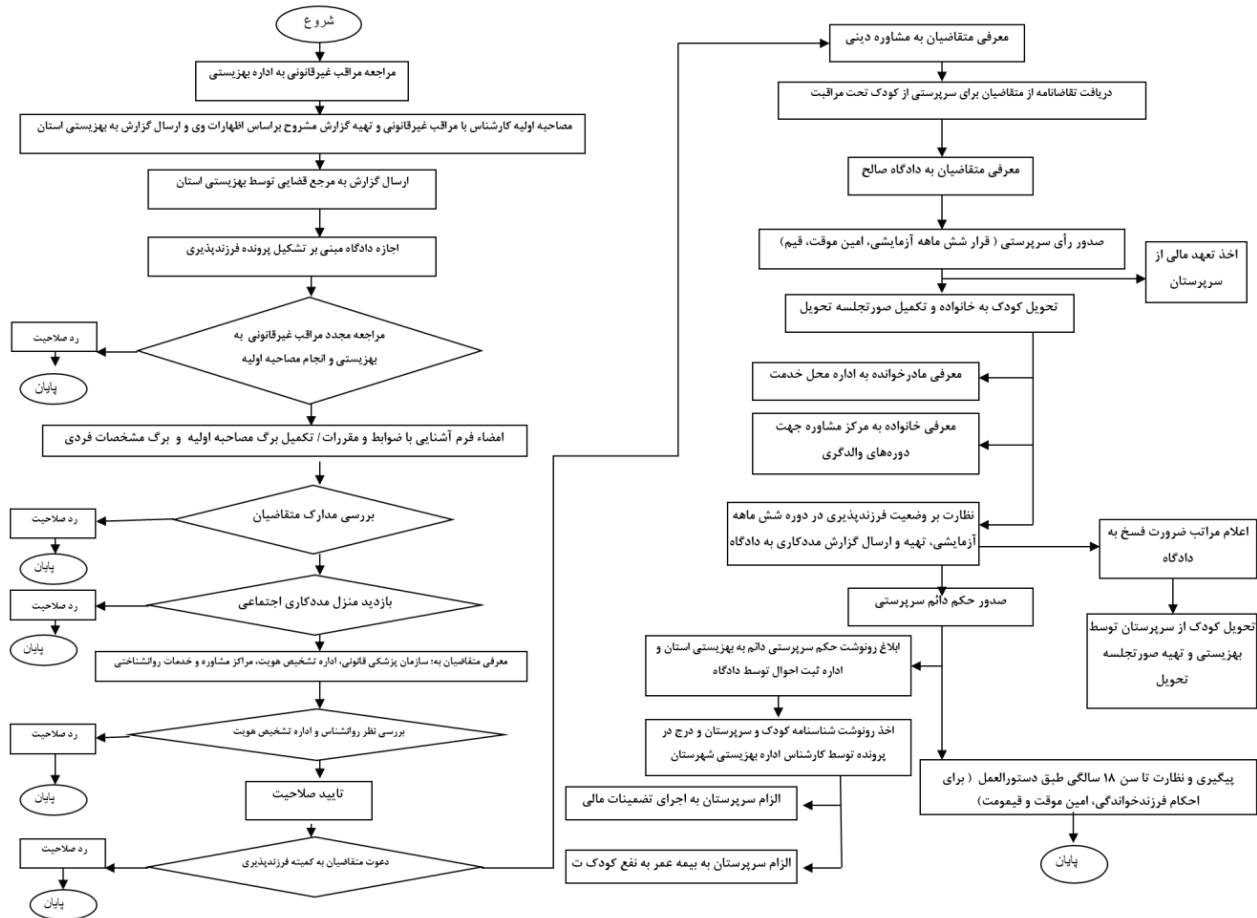 شروع
مراجعه مراقب غیرقانونی به اداره بهزیستی
مصاحبه اولیه کارشناس با مراقب غیرقانونی و تهیه گزارش مشروح براساس اظهارات وی و ارسال گزارش به بهزیستی استان
ارسال گزارش به مرجع قضایی توسط بهزیستی استان
اجازه دادگاه مبنی بر تشکیل پرونده فرزندپذیری
مراجعه مجدد مراقب غیرقانونی به
بهزیستی و انجام مصاحبه اولیه
رد صلاحیت
پایان
امضاء فرم آشنایی با ضوابط و مقررات / تکمیل برگ مصاحبه اولیه و برگ مشخصات فردی
بررسی مدارک متقاضیان
رد صلاحیت
پایان
بازدید منزل مددکاری اجتماعی
رد صلاحیت
پایان
معرفی متقاضیان به: سازمان پزشکی قانونی، اداره تشخیص هویت، مراکز مشاوره و خدمات روانشناختی
بررسی نظر روانشناس و اداره تشخیص هویت
رد صلاحیت
پایان
تایید صلاحیت
دعوت متقاضیان به کمیته فرزندپذیری
رد صلاحیت
پایان
معرفی متقاضیان به مشاوره دینی
دریافت تقاضانامه از متقاضیان برای سرپرستی از کودک تحت مراقبت
معرفی متقاضیان به دادگاه صالح
صدور رأی سرپرستی ( قرار شش ماهه آزمایشی، امین موقت، قیم)
اخذ تعهد مالی از
سرپرستان
تحویل کودک به خانواده و تکمیل صورتجلسه تحویل
معرفی مادرخوانده به اداره محل خدمت
معرفی خانواده به مرکز مشاوره جهت
دوره‌های والدگری
نظارت بر وضعیت فرزندپذیری در دوره شش ماهه
آزمایشی، تهیه و ارسال گزارش مددکاری به دادگاه
اعلام مراتب ضرورت فسخ به
دادگاه
تحویل کودک از سرپرستان توسط
بهزیستی و تهیه صورتجلسه
تحویل
صدور حکم دائم سرپرستی
ابلاغ رونوشت حکم سرپرستی دائم به بهزیستی استان و
اداره ثبت احوال توسط دادگاه
اخذ رونوشت شناسنامه کودک و سرپرستان و درج در
پرونده توسط کارشناس اداره بهزیستی شهرستان
الزام سرپرستان به اجرای تضمینات مالی
الزام سرپرستان به بیمه عمر به نفع کودک ت
پیگیری و نظارت تا سن ۱۸ سالگی طبق دستورالعمل ( برای
احکام فرزندخواندگی، امین موقت و قیمومت)
پایان